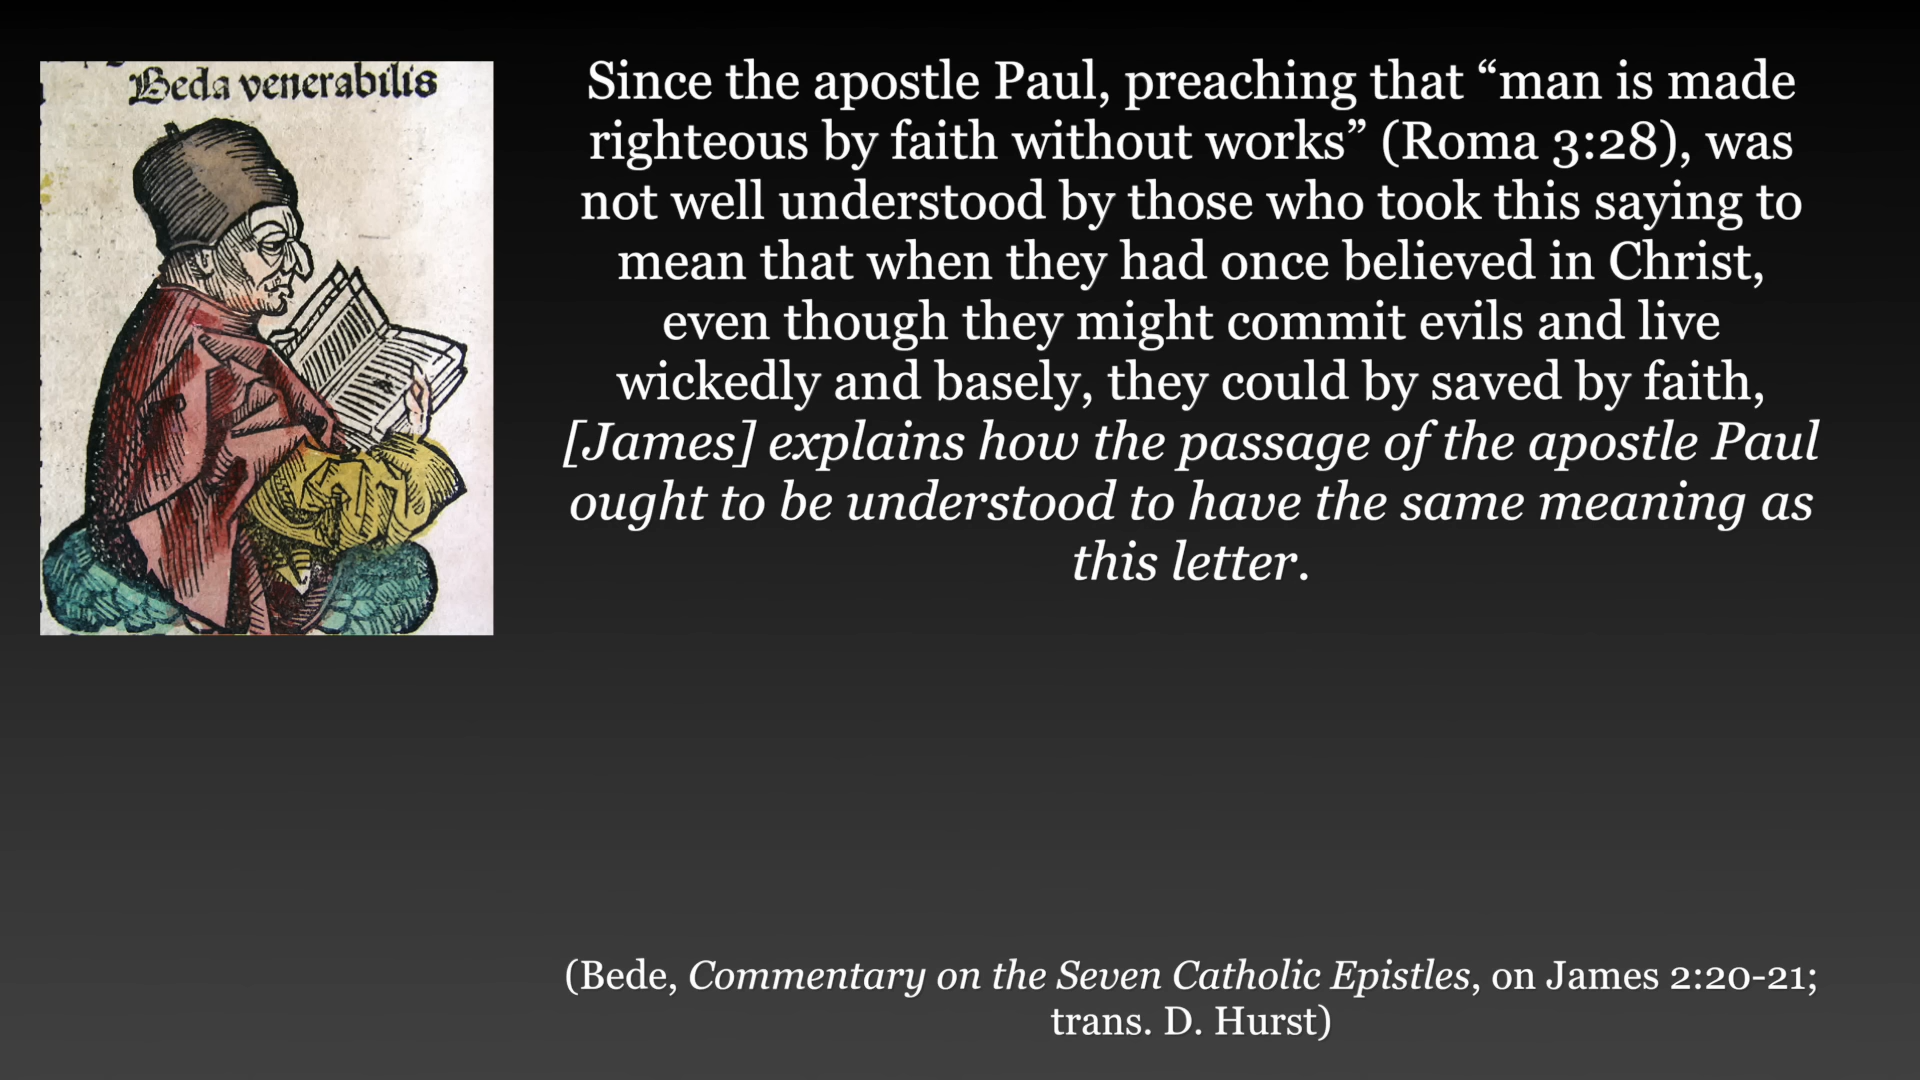 Beda venerabilis
Since the apostle Paul, preaching that “man is made
righteous by faith without works” (Roma 3:28), was
not well understood by those who took this saying to
mean that when they had once believed in Christ,
even though they might commit evils and live
wickedly and basely, they could by saved by faith,
[James] explains how the passage of the apostle Paul
ought to be understood to have the same meaning as
this letter.
(Bede, Commentary on the Seven Catholic Epistles, on James 2:20-21;
trans. D. Hurst)